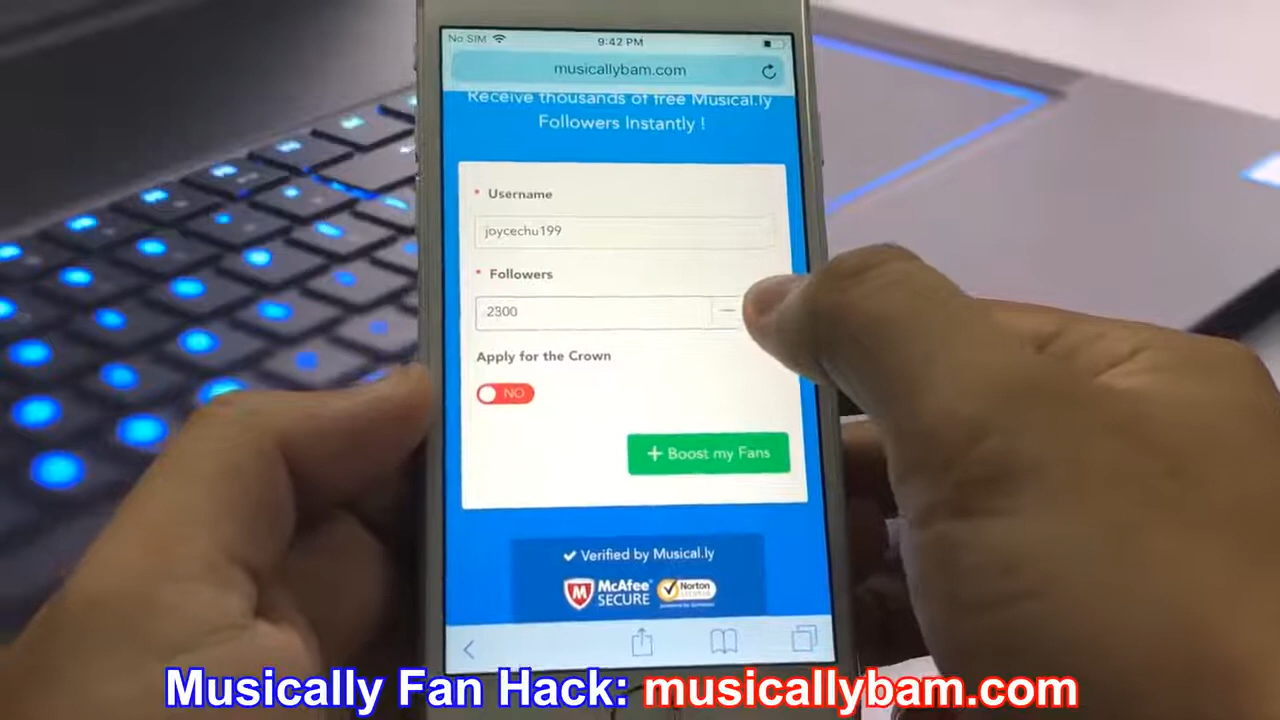 No SIM 9:42 PM
musicallybam.com
Receive thousands of free Musical.ly
Followers Instantly !
* Username
joycechu199
* Followers
2300
Apply for the Crown
NO
+ Boost my Fans
Verified by Musical.ly
McAfee SECURE
Norton
Musically Fan Hack: musicallybam.com